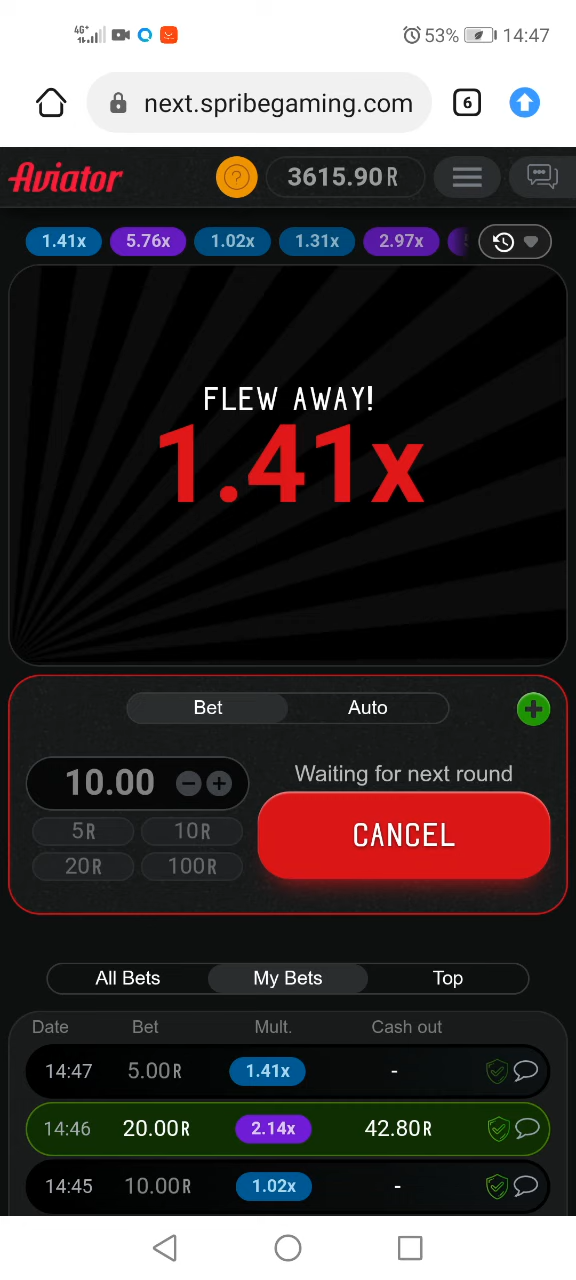 4G+ 53% 14:47
next.spribegaming.com 6
Aviator ? 3615.90R
1.41x 5.76x 1.02x 1.31x 2.97x
FLEW AWAY!
1.41x
Bet Auto
10.00
Waiting for next round
5R 10R
CANCEL
20R 100R
All Bets My Bets Top
Date Bet Mult. Cash out
14:47 5.00R 1.41x -
14:46 20.00R 2.14x 42.80R
14:45 10.00R 1.02x -